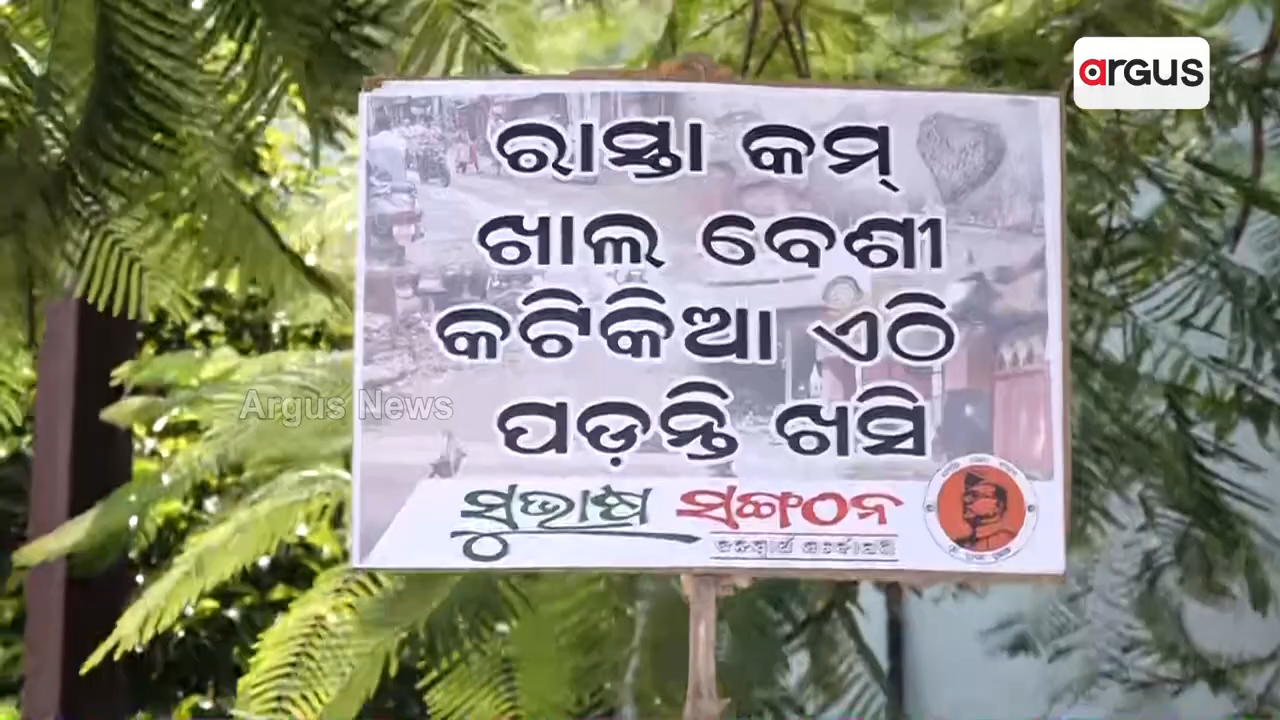 argus
ରାସ୍ତା କମ୍
ଖାଲ ବେଶୀ
କଟିକିଆ ଏଠି
ପଡ଼ନ୍ତି ଖସି
Argus News
ସୁଭାଷ ସଙ୍ଗଠନ